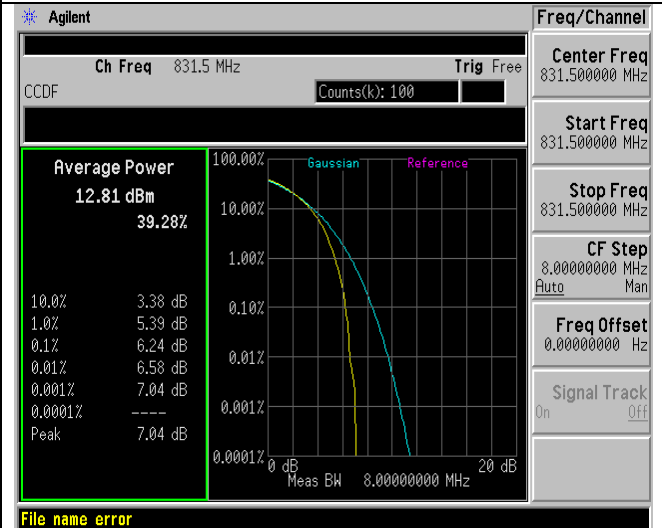 Agilent
Freq/Channel
Ch Freq 831.5 MHz Trig Free
CCDF Counts(k): 100
Average Power
12.81 dBm
39.28%
10.0% 3.38 dB
1.0% 5.39 dB
0.1% 6.24 dB
0.01% 6.58 dB
0.001% 7.04 dB
0.0001% ----
Peak 7.04 dB
Gaussian Reference
100.00%
10.00%
1.00%
0.10%
0.01%
0.001%
0.0001%
0 dB 20 dB
Meas BW 8.00000000 MHz
Center Freq
831.500000 MHz
Start Freq
831.500000 MHz
Stop Freq
831.500000 MHz
CF Step
8.00000000 MHz
Auto Man
Freq Offset
0.00000000 Hz
Signal Track
On Off
File name error